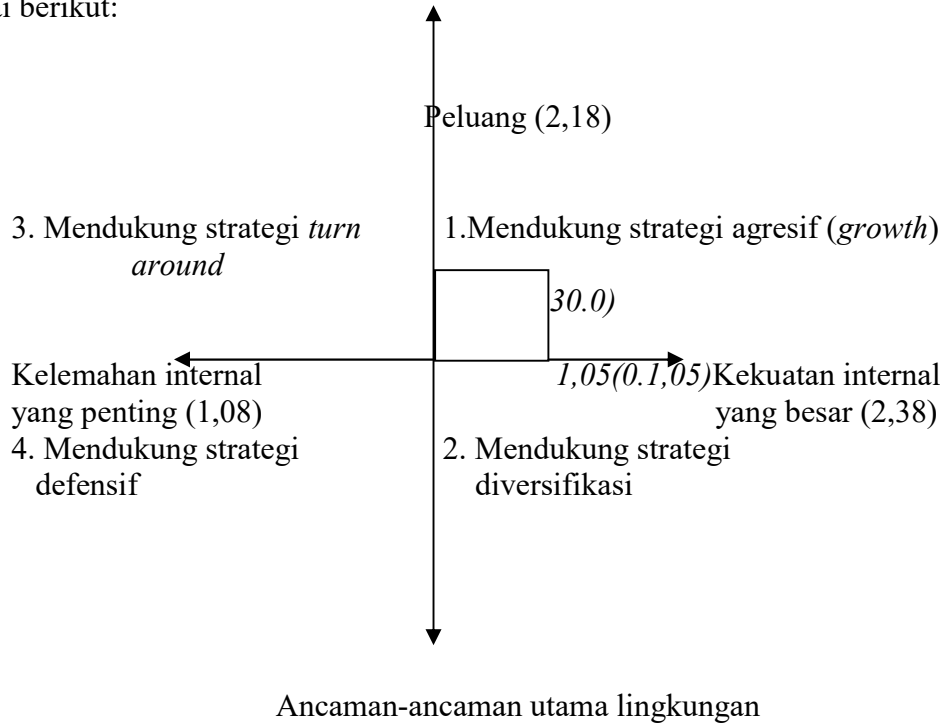 i berikut:
Peluang (2,18)
3. Mendukung strategi turn
around
1.Mendukung strategi agresif (growth)
30.0)
Kelemahan internal
yang penting (1,08)
1,05(0.1,05)Kekuatan internal
yang besar (2,38)
4. Mendukung strategi
defensif
2. Mendukung strategi
diversifikasi
Ancaman-ancaman utama lingkungan